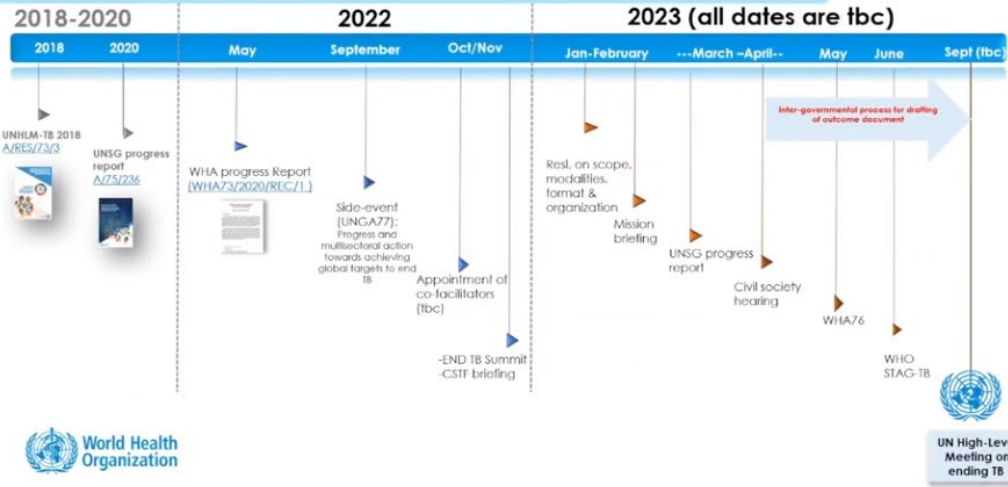 2018-2020
2022
2023 (all dates are tbc)
2018
2020
May
September
Oct/Nov
Jan-February
---March –April--
May
June
Sept (tbc)
UNHLM-TB 2018
A/RES/73/3
UNSG progress
report
A/75/236
WHA progress Report
(WHA73/2020/REC/1 )
Side-event
(UNGA77):
Progress and
multisectoral action
towards achieving
global targets to end
TB
Appointment of
co-facilitators
(tbc)
-END TB Summit
-CSTF briefing
Resl, on scope,
modalities,
format &
organization
Mission
briefing
UNSG progress
report
Civil society
hearing
WHA76
WHO
STAG-TB
Inter-governmental process for drafting
of outcome document
UN High-Lev
Meeting on
ending TB
World Health
Organization